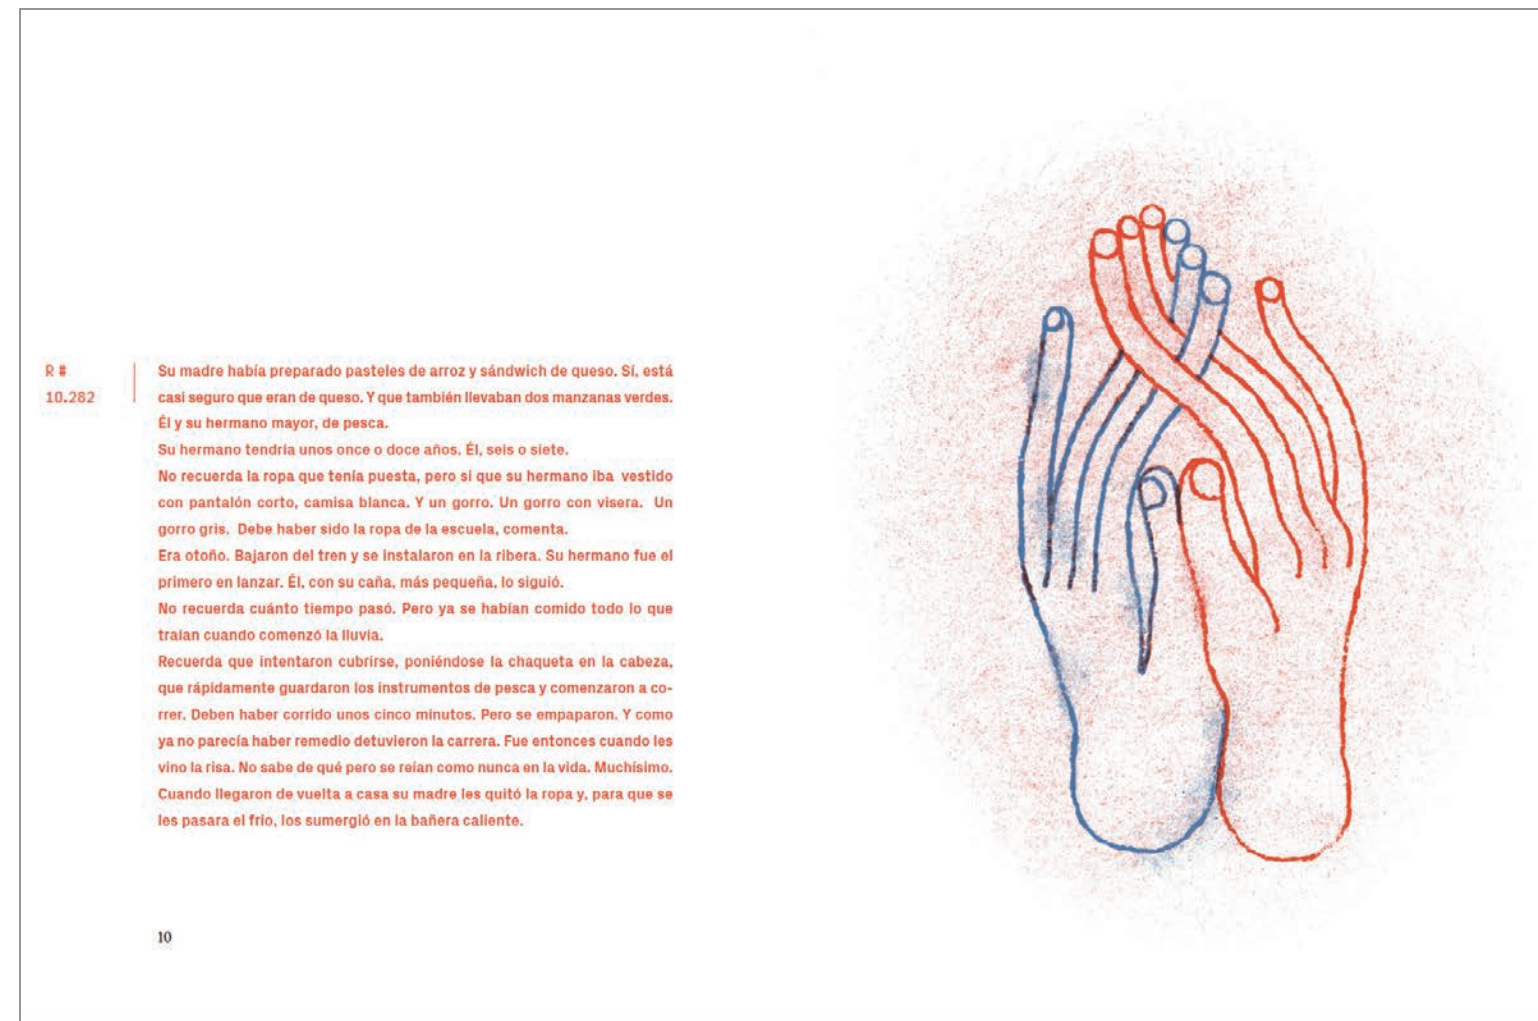 R #
10.282
Su madre había preparado pasteles de arroz y sándwich de queso. Sí, está
casi seguro que eran de queso. Y que también llevaban dos manzanas verdes.
Él y su hermano mayor, de pesca.
Su hermano tendría unos once o doce años. Él, seis o siete.
No recuerda la ropa que tenía puesta, pero si que su hermano iba vestido
con pantalón corto, camisa blanca. Y un gorro. Un gorro con visera. Un
gorro gris. Debe haber sido la ropa de la escuela, comenta.
Era otoño. Bajaron del tren y se instalaron en la ribera. Su hermano fue el
primero en lanzar. Él, con su caña, más pequeña, lo siguió.
No recuerda cuánto tiempo pasó. Pero ya se habían comido todo lo que
traían cuando comenzó la lluvia.
Recuerda que intentaron cubrirse, poniéndose la chaqueta en la cabeza,
que rápidamente guardaron los instrumentos de pesca y comenzaron a co-
rrer. Deben haber corrido unos cinco minutos. Pero se empaparon. Y como
ya no parecía haber remedio detuvieron la carrera. Fue entonces cuando les
vino la risa. No sabe de qué pero se reían como nunca en la vida. Muchísimo.
Cuando llegaron de vuelta a casa su madre les quitó la ropa y, para que se
les pasara el frío, los sumergió en la bañera caliente.
10